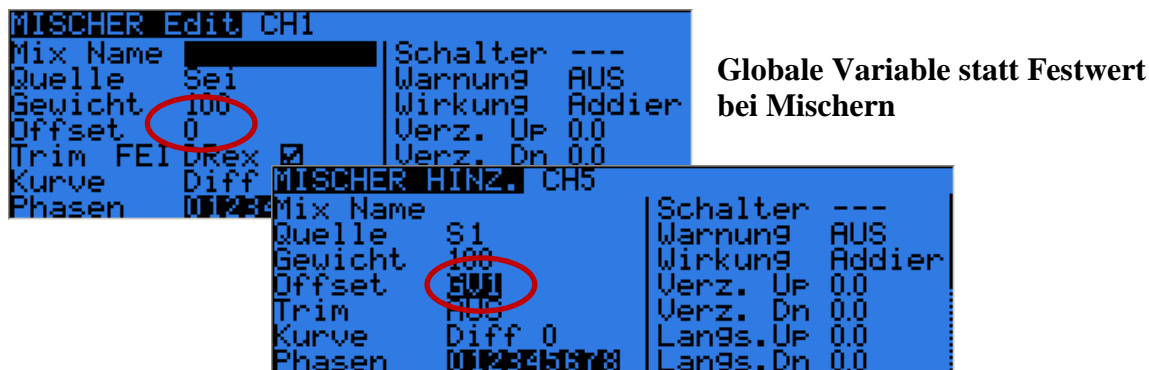 MISCHER Edit CH1
Mix Name
Quelle Sei
Gewicht 100
Offset 0
Trim FEI DRex
Kurve Diff
Phasen 01234
Schalter ---
Warnung AUS
Wirkung Addier
Verz. Up 0.0
Verz. Dn 0.0
Globale Variable statt Festwert
bei Mischern
MISCHER HINZ. CH5
Mix Name
Quelle S1
Gewicht 100
Offset GV1
Trim AUS
Kurve Diff 0
Phasen 012345678
Schalter ---
Warnung AUS
Wirkung Addier
Verz. Up 0.0
Verz. Dn 0.0
Langs.Up 0.0
Langs.Dn 0.0